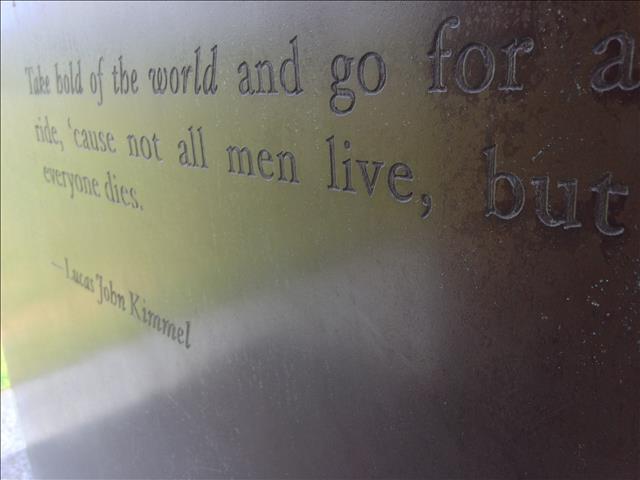 Take hold of the world and go for a
ride, 'cause not all men live, but
everyone dies.
—Lucas John Kimmel